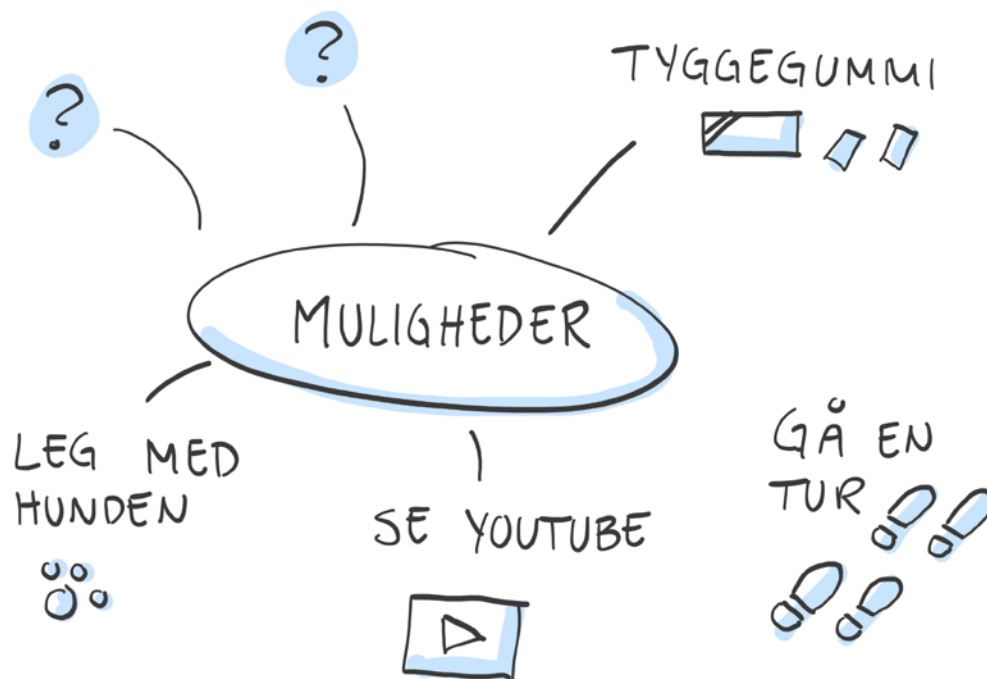 ?
?
TYGGEGUMMI
MULIGHEDER
LEG MED
HUNDEN
SE YOUTUBE
GÅ EN
TUR